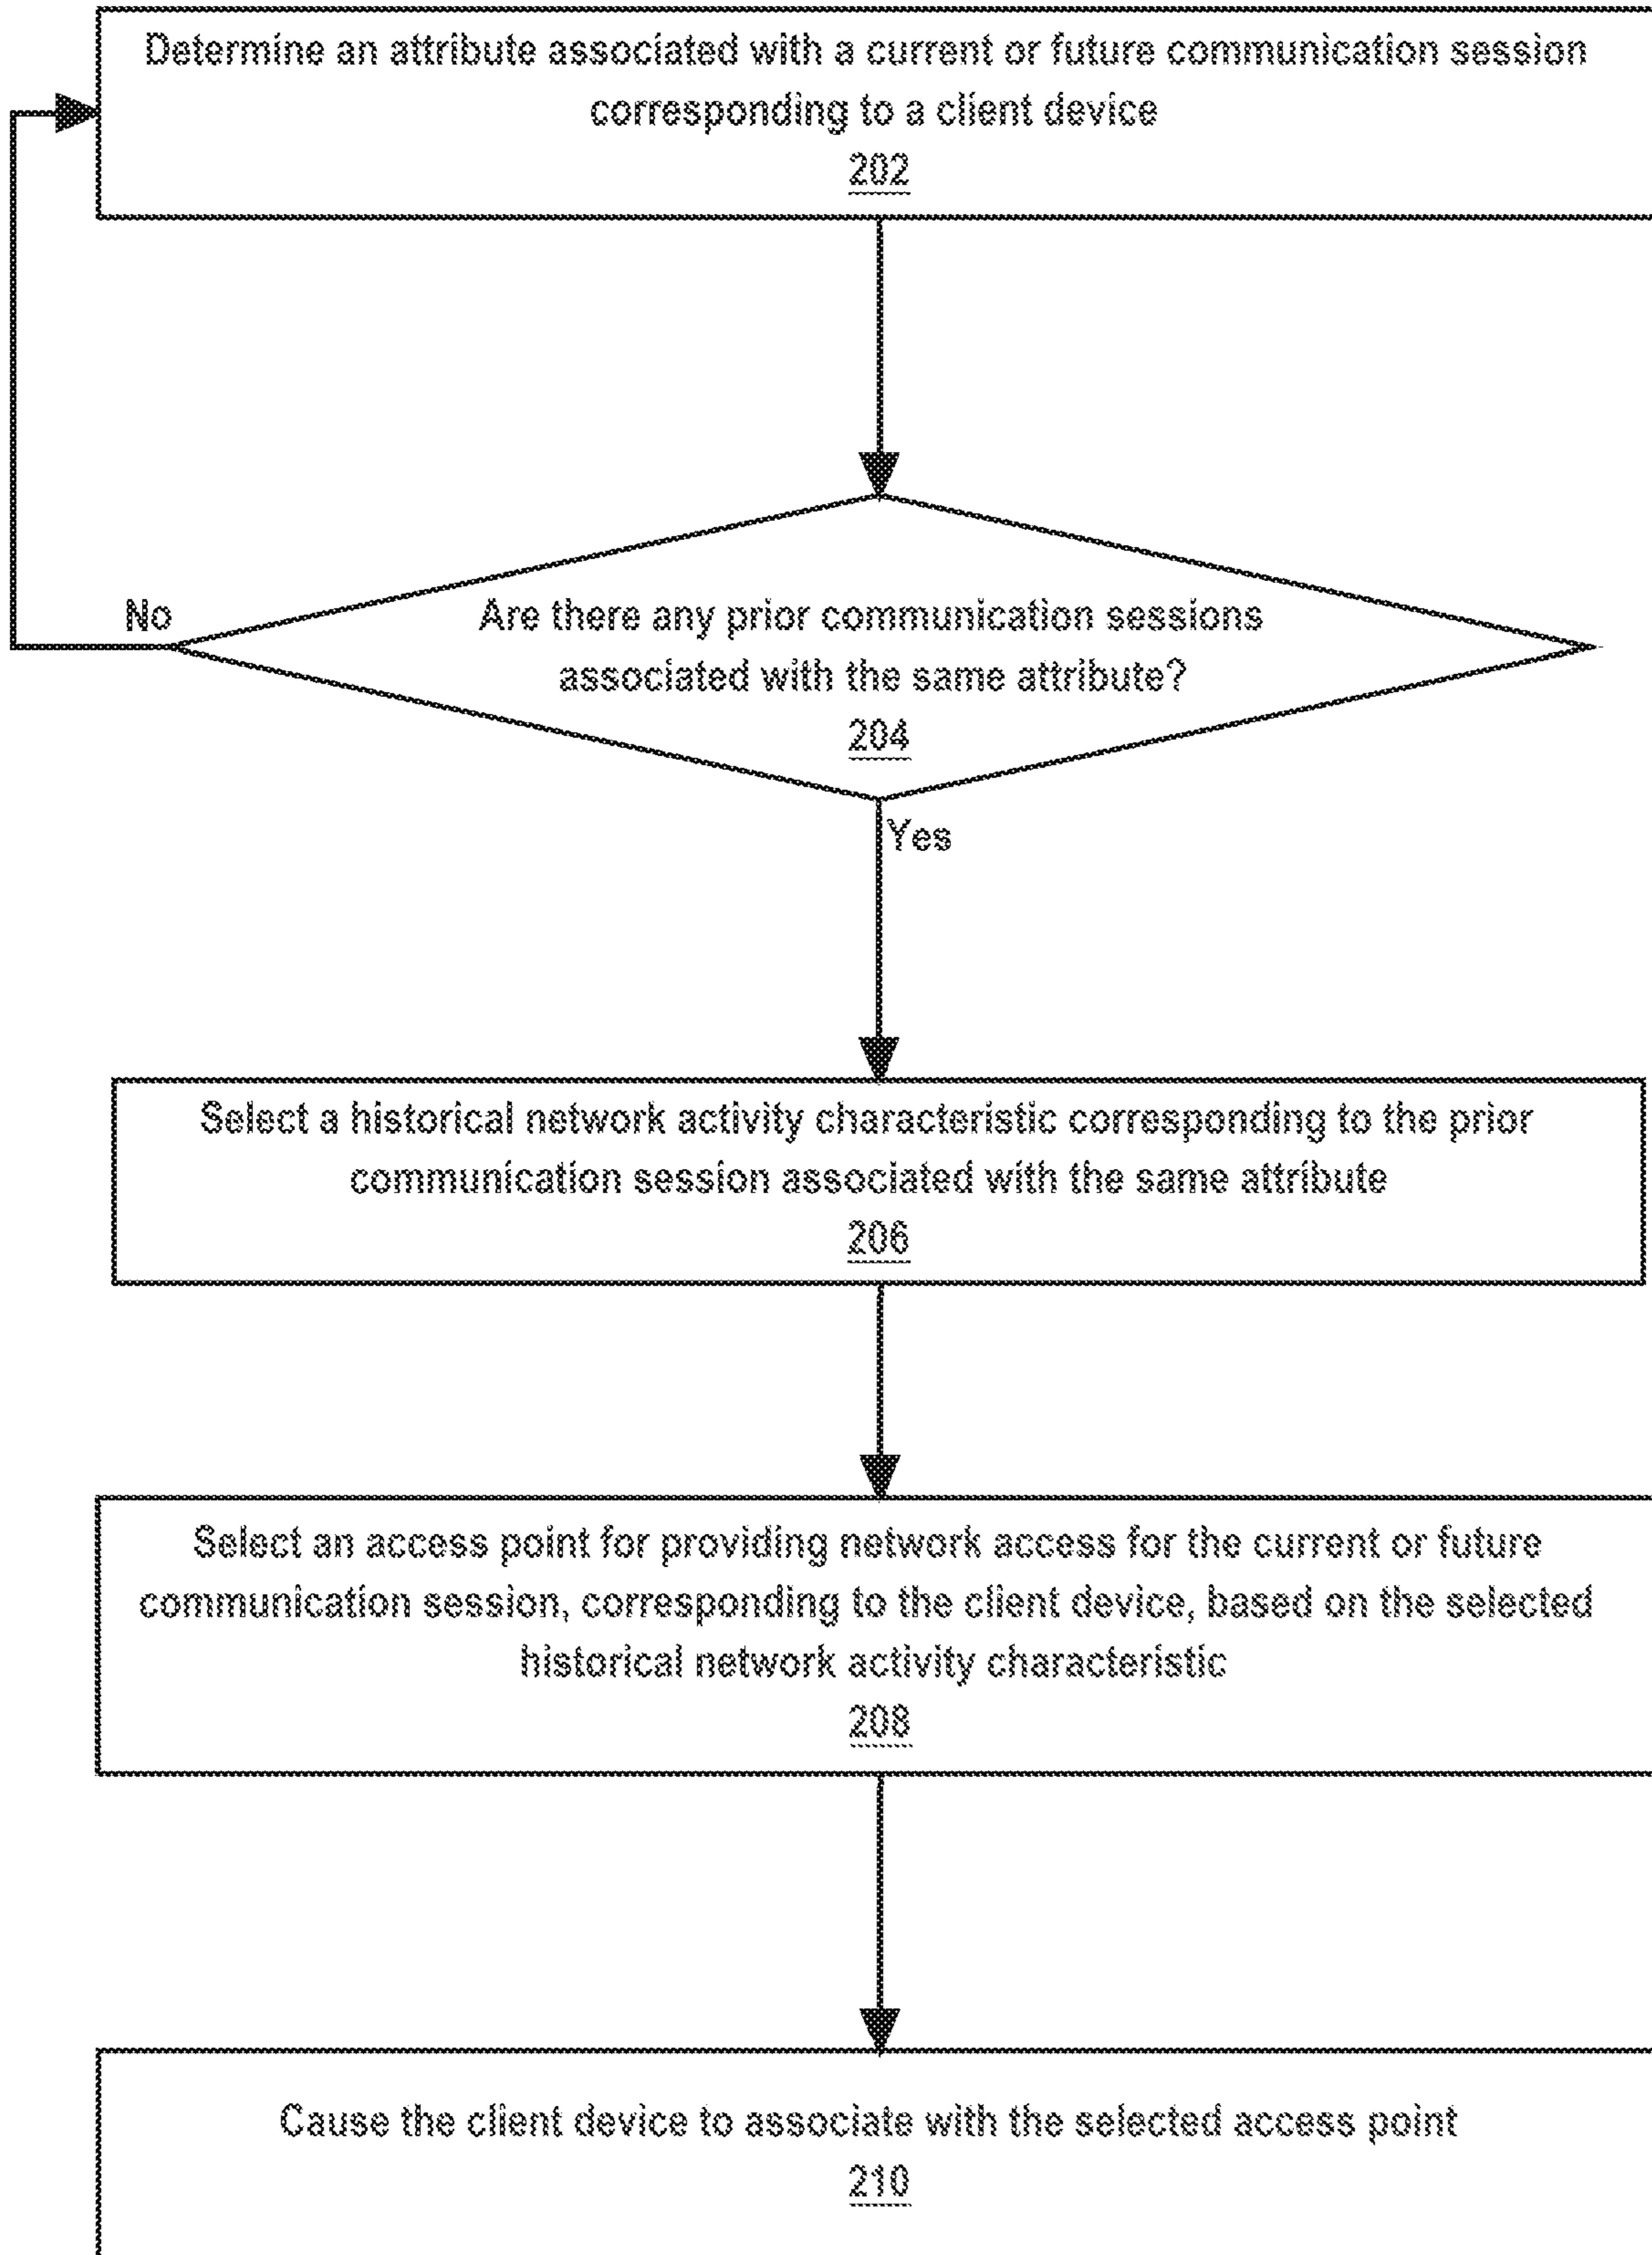 Determine an attribute associated with a current or future communication session
corresponding to a client device
202
No
Are there any prior communication sessions
associated with the same attribute?
204
Yes
Select a historical network activity characteristic corresponding to the prior
communication session associated with the same attribute
206
Select an access point for providing network access for the current or future
communication session, corresponding to the client device, based on the selected
historical network activity characteristic
208
Cause the client device to associate with the selected access point
210